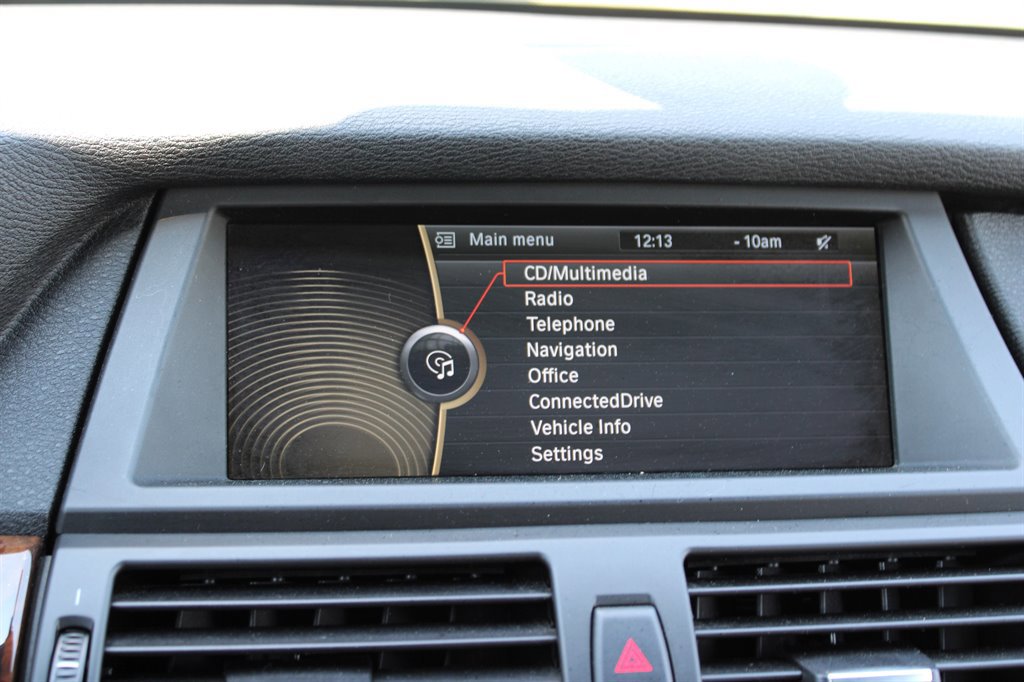 Main menu 12:13 - 10am
CD/Multimedia
Radio
Telephone
Navigation
Office
ConnectedDrive
Vehicle Info
Settings